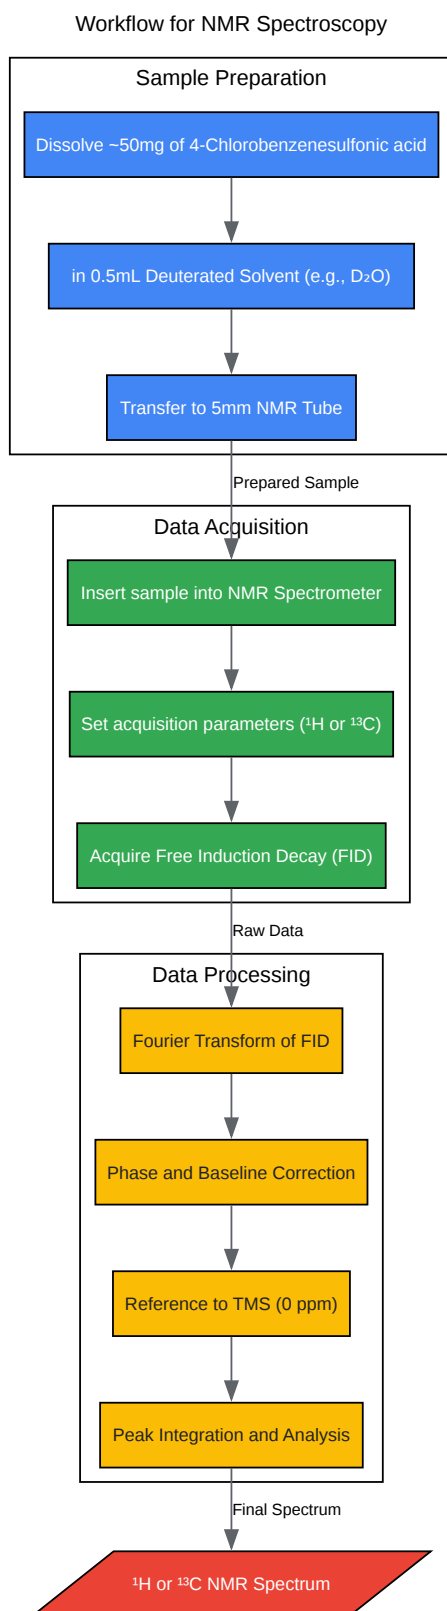 Workflow for NMR Spectroscopy
Sample Preparation
Dissolve ~50mg of 4-Chlorobenzenesulfonic acid
in 0.5mL Deuterated Solvent (e.g., D₂O)
Transfer to 5mm NMR Tube
Prepared Sample
Data Acquisition
Insert sample into NMR Spectrometer
Set acquisition parameters (¹H or ¹³C)
Acquire Free Induction Decay (FID)
Raw Data
Data Processing
Fourier Transform of FID
Phase and Baseline Correction
Reference to TMS (0 ppm)
Peak Integration and Analysis
Final Spectrum
¹H or ¹³C NMR Spectrum